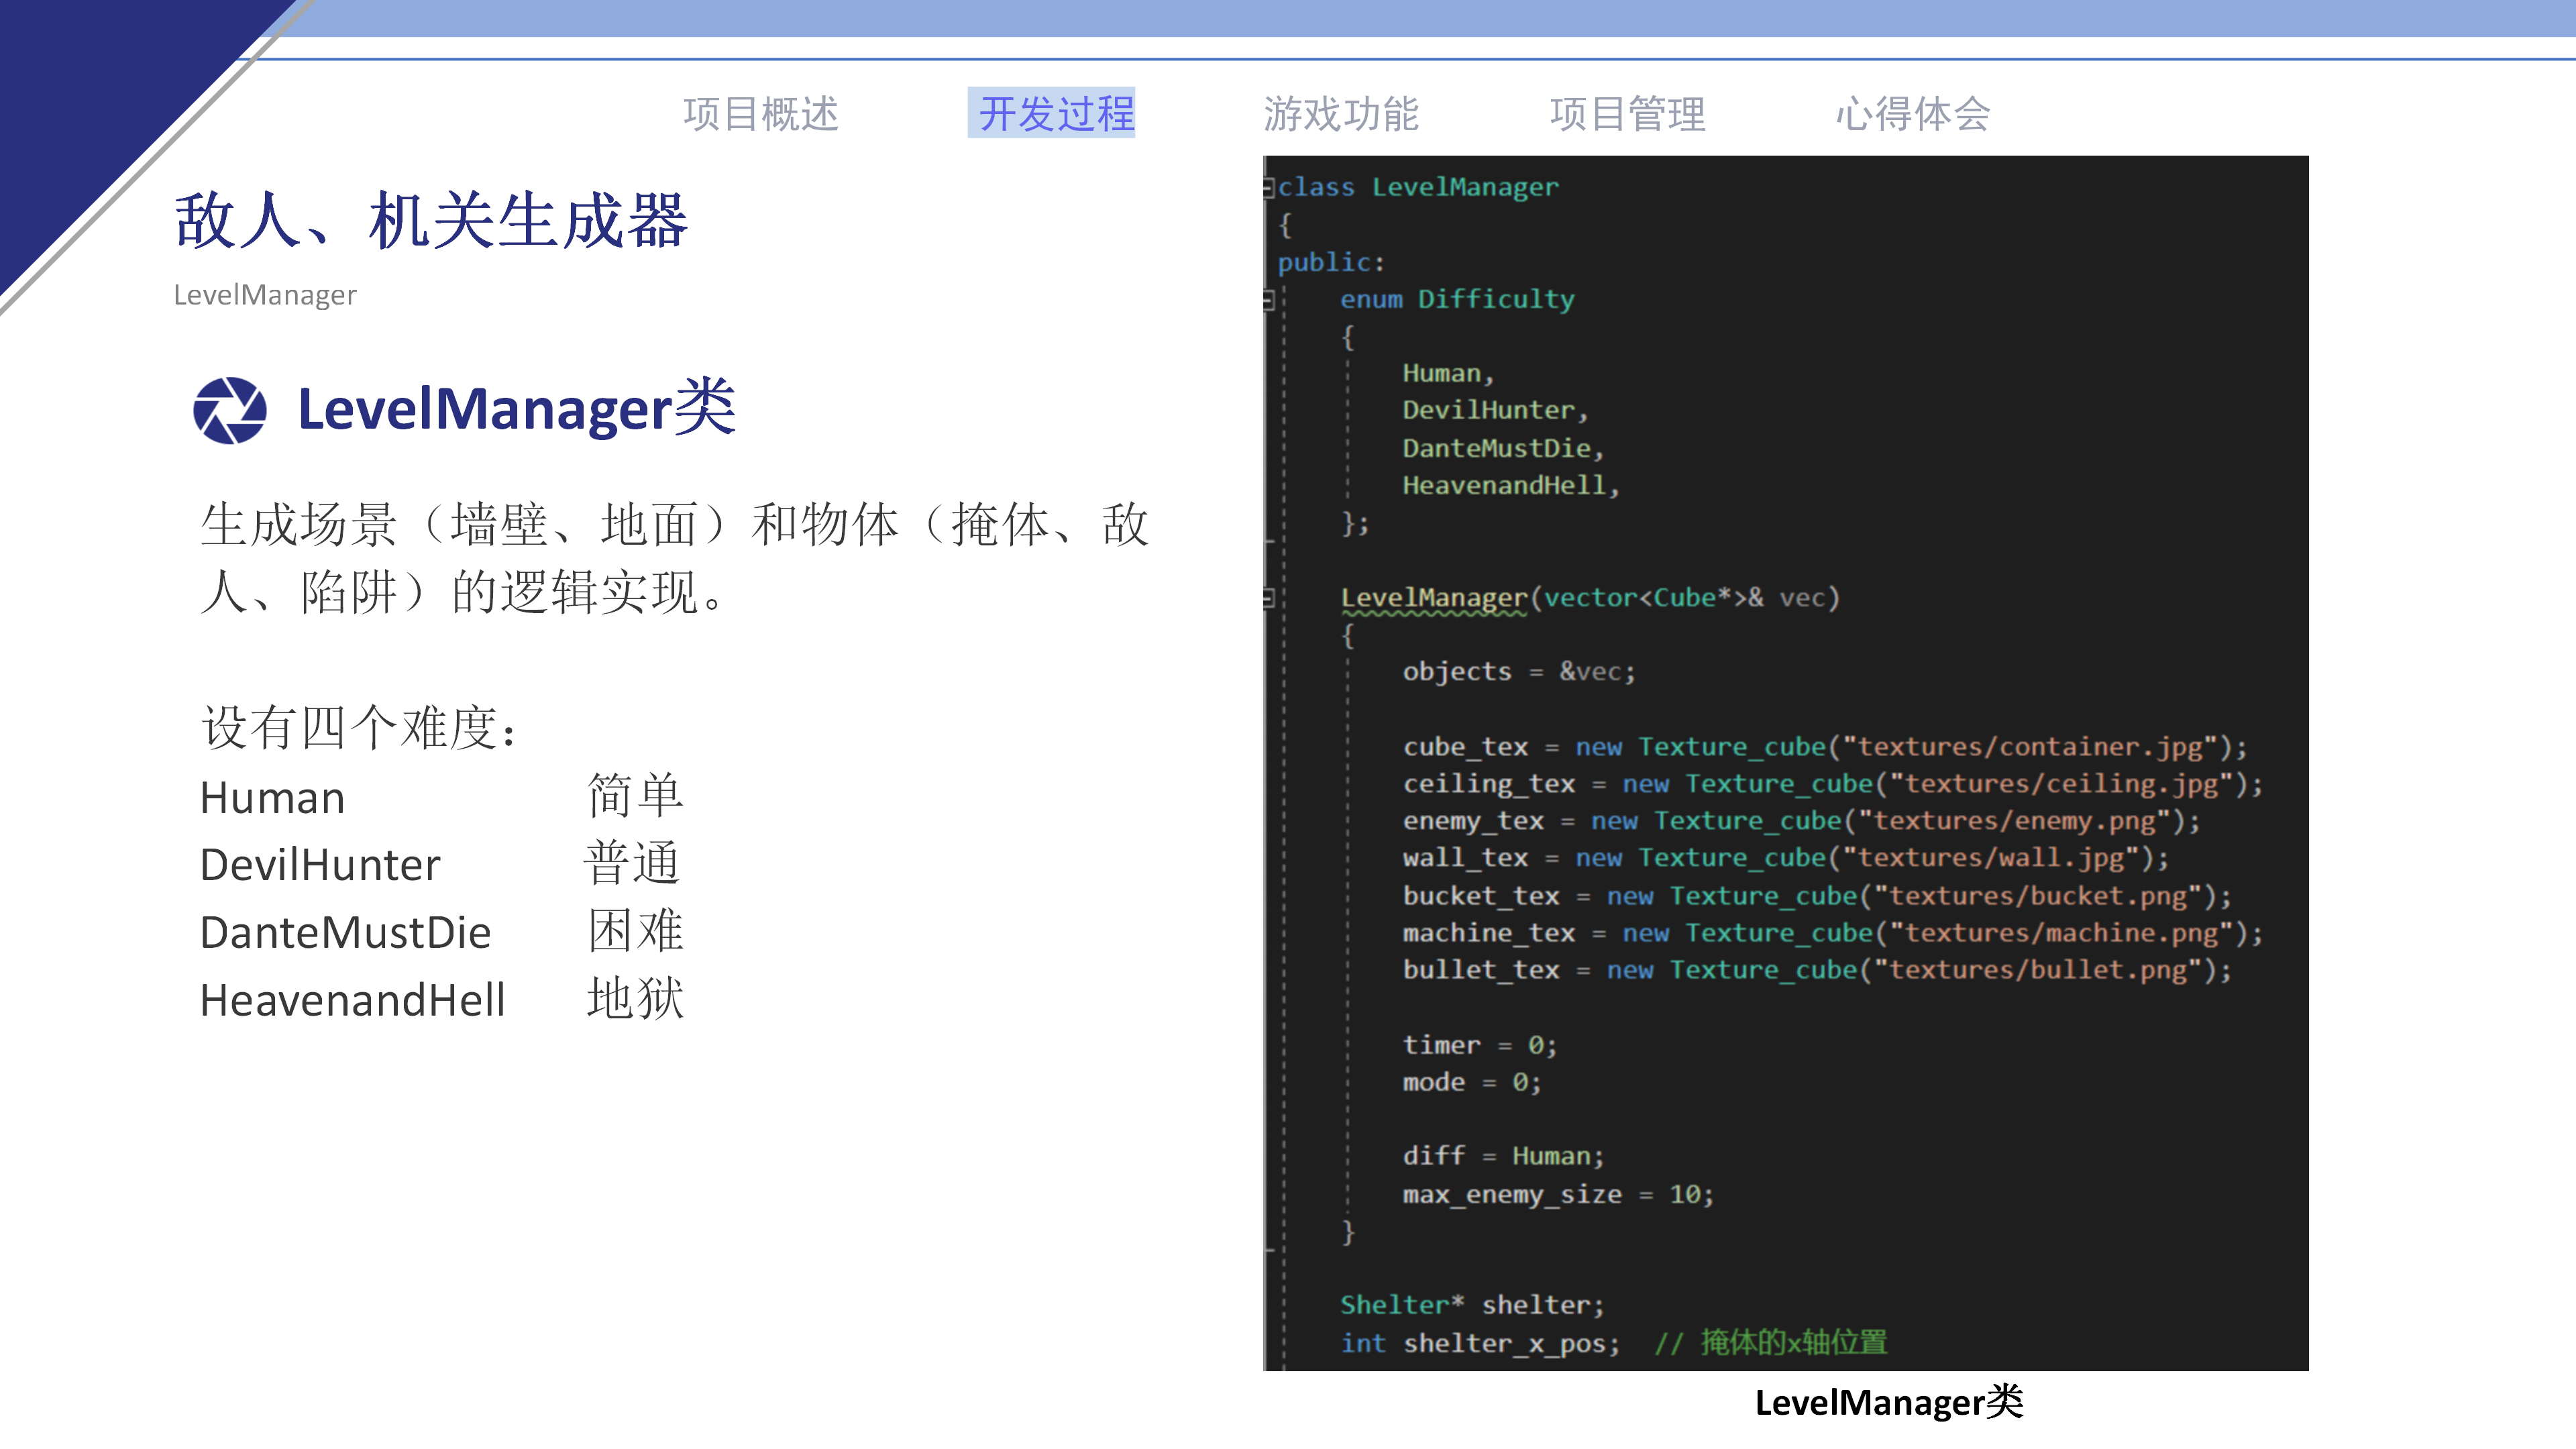 项目概述 开发过程 游戏功能 项目管理 心得体会
敌人、机关生成器
LevelManager
LevelManager类
生成场景（墙壁、地面）和物体（掩体、敌
人、陷阱）的逻辑实现。
设有四个难度：
Human 简单
DevilHunter 普通
DanteMustDie 困难
HeavenandHell 地狱
class LevelManager
{
public:
enum Difficulty
{
Human,
DevilHunter,
DanteMustDie,
HeavenandHell,
};
LevelManager(vector<Cube*>& vec)
{
objects = &vec;
cube_tex = new Texture_cube("textures/container.jpg");
ceiling_tex = new Texture_cube("textures/ceiling.jpg");
enemy_tex = new Texture_cube("textures/enemy.png");
wall_tex = new Texture_cube("textures/wall.jpg");
bucket_tex = new Texture_cube("textures/bucket.png");
machine_tex = new Texture_cube("textures/machine.png");
bullet_tex = new Texture_cube("textures/bullet.png");
timer = 0;
mode = 0;
diff = Human;
max_enemy_size = 10;
}
Shelter* shelter;
int shelter_x_pos; // 掩体的x轴位置
LevelManager类